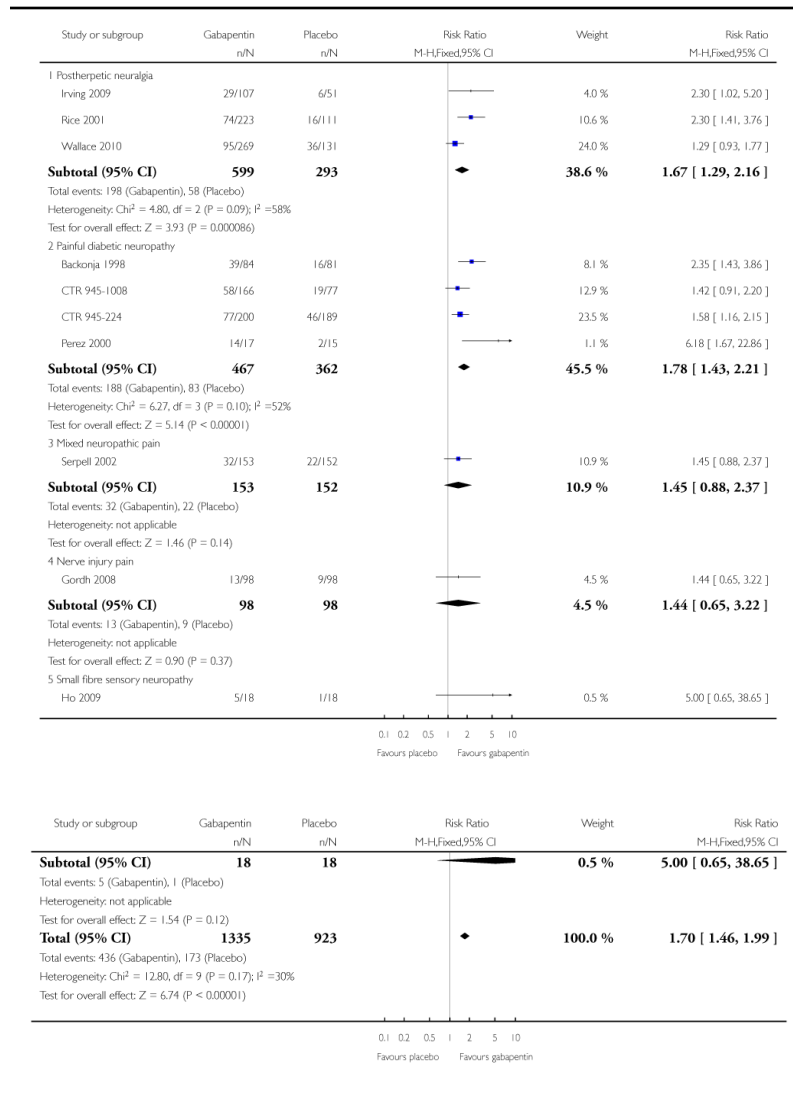 Study or subgroup Gabapentin Placebo Risk Ratio Weight Risk Ratio
n/N n/N M-H,Fixed,95% CI M-H,Fixed,95% CI
1 Postherpetic neuralgia
Irving 2009 29/107 6/51 4.0 % 2.30 [ 1.02, 5.20 ]
Rice 2001 74/223 16/111 10.6 % 2.30 [ 1.41, 3.76 ]
Wallace 2010 95/269 36/131 24.0 % 1.29 [ 0.93, 1.77 ]
Subtotal (95% CI) 599 293 38.6 % 1.67 [ 1.29, 2.16 ]
Total events: 198 (Gabapentin), 58 (Placebo)
Heterogeneity: Chi² = 4.80, df = 2 (P = 0.09); I² =58%
Test for overall effect: Z = 3.93 (P = 0.000086)
2 Painful diabetic neuropathy
Backonja 1998 39/84 16/81 8.1 % 2.35 [ 1.43, 3.86 ]
CTR 945-1008 58/166 19/77 12.9 % 1.42 [ 0.91, 2.20 ]
CTR 945-224 77/200 46/189 23.5 % 1.58 [ 1.16, 2.15 ]
Perez 2000 14/17 2/15 1.1 % 6.18 [ 1.67, 22.86 ]
Subtotal (95% CI) 467 362 45.5 % 1.78 [ 1.43, 2.21 ]
Total events: 188 (Gabapentin), 83 (Placebo)
Heterogeneity: Chi² = 6.27, df = 3 (P = 0.10); I² =52%
Test for overall effect: Z = 5.14 (P < 0.00001)
3 Mixed neuropathic pain
Serpell 2002 32/153 22/152 10.9 % 1.45 [ 0.88, 2.37 ]
Subtotal (95% CI) 153 152 10.9 % 1.45 [ 0.88, 2.37 ]
Total events: 32 (Gabapentin), 22 (Placebo)
Heterogeneity: not applicable
Test for overall effect: Z = 1.46 (P = 0.14)
4 Nerve injury pain
Gordh 2008 13/98 9/98 4.5 % 1.44 [ 0.65, 3.22 ]
Subtotal (95% CI) 98 98 4.5 % 1.44 [ 0.65, 3.22 ]
Total events: 13 (Gabapentin), 9 (Placebo)
Heterogeneity: not applicable
Test for overall effect: Z = 0.90 (P = 0.37)
5 Small fibre sensory neuropathy
Ho 2009 5/18 1/18 0.5 % 5.00 [ 0.65, 38.65 ]
0.1 0.2 0.5 1 2 5 10
Favours placebo Favours gabapentin
Study or subgroup Gabapentin Placebo Risk Ratio Weight Risk Ratio
n/N n/N M-H,Fixed,95% CI M-H,Fixed,95% CI
Subtotal (95% CI) 18 18 0.5 % 5.00 [ 0.65, 38.65 ]
Total events: 5 (Gabapentin), 1 (Placebo)
Heterogeneity: not applicable
Test for overall effect: Z = 1.54 (P = 0.12)
Total (95% CI) 1335 923 100.0 % 1.70 [ 1.46, 1.99 ]
Total events: 436 (Gabapentin), 173 (Placebo)
Heterogeneity: Chi² = 12.80, df = 9 (P = 0.17); I² =30%
Test for overall effect: Z = 6.74 (P < 0.00001)
0.1 0.2 0.5 1 2 5 10
Favours placebo Favours gabapentin